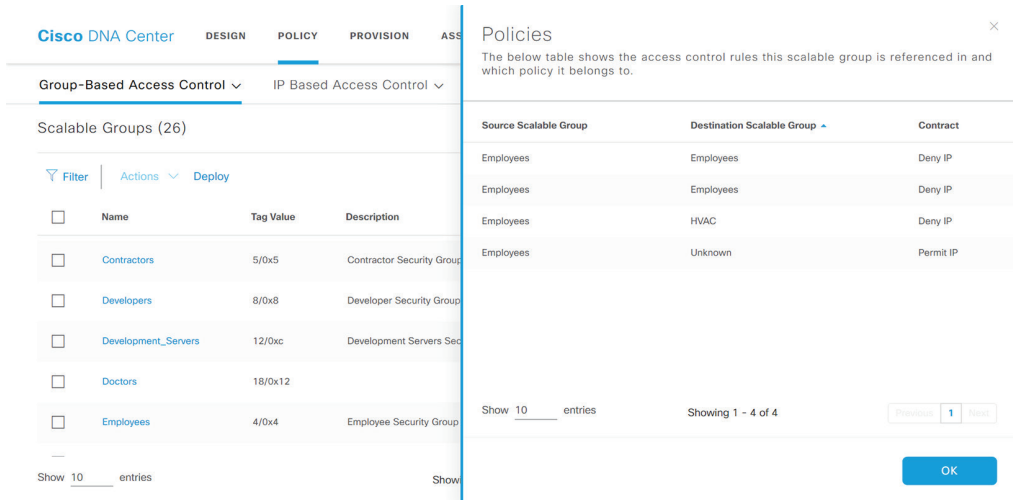 Cisco DNA Center DESIGN POLICY PROVISION ASS
Group-Based Access Control IP Based Access Control
Scalable Groups (26)
Filter Actions Deploy
Name Tag Value Description
Contractors 5/0x5 Contractor Security Group
Developers 8/0x8 Developer Security Group
Development_Servers 12/0xc Development Servers Sec
Doctors 18/0x12
Employees 4/0x4 Employee Security Group
Show 10 entries Show
Policies
The below table shows the access control rules this scalable group is referenced in and
which policy it belongs to.
Source Scalable Group Destination Scalable Group Contract
Employees Employees Deny IP
Employees Employees Deny IP
Employees HVAC Deny IP
Employees Unknown Permit IP
Show 10 entries Showing 1 - 4 of 4 Previous 1 Next
OK